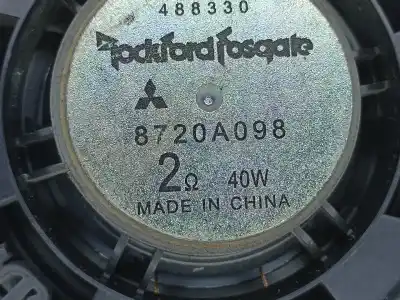 488330
Rockford Fosgate
8720A098
2Ω 40W
MADE IN CHINA